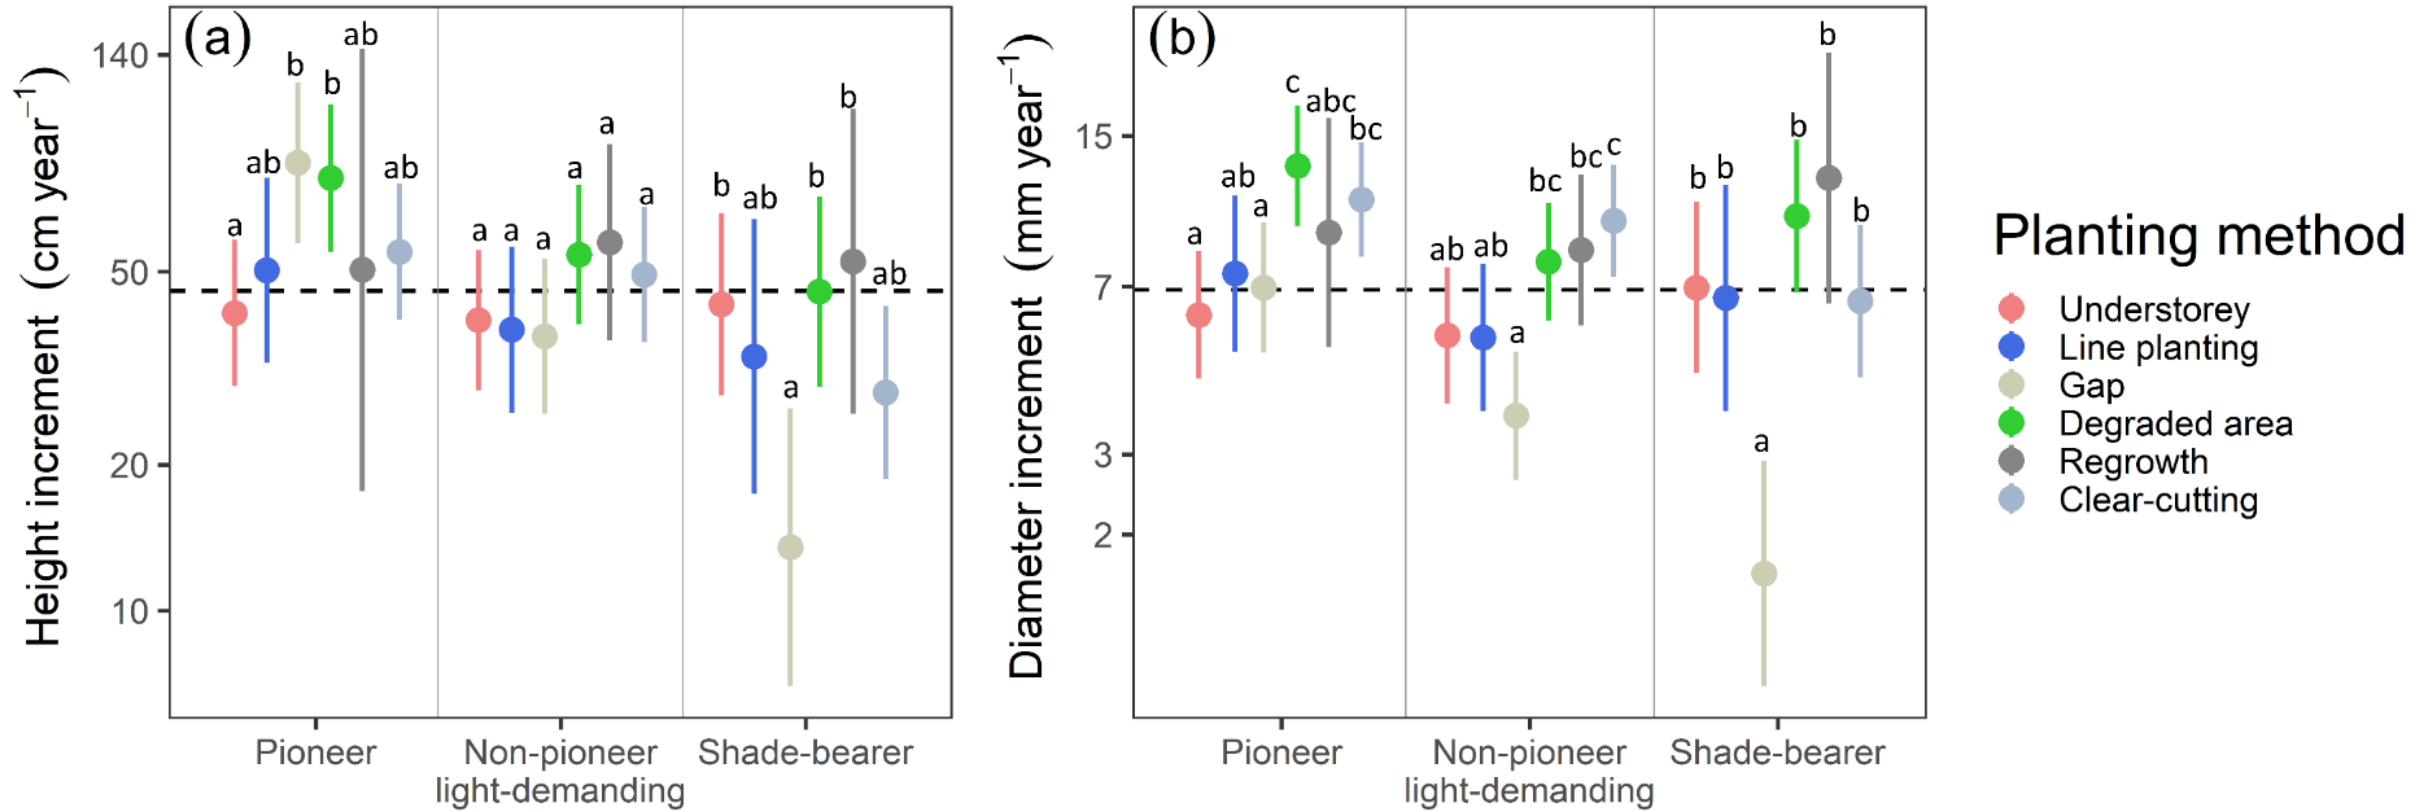 (a)
Height increment (cm year⁻¹)
140
50
20
10
a
ab
b
b
ab
ab
a
a
a
a
a
a
b
ab
a
b
b
ab
Pioneer
Non-pioneer
light-demanding
Shade-bearer
(b)
Diameter increment (mm year⁻¹)
15
7
3
2
a
ab
a
c
abc
bc
ab
ab
a
bc
bc
c
b
b
a
b
b
b
Pioneer
Non-pioneer
light-demanding
Shade-bearer
Planting method
Understorey
Line planting
Gap
Degraded area
Regrowth
Clear-cutting